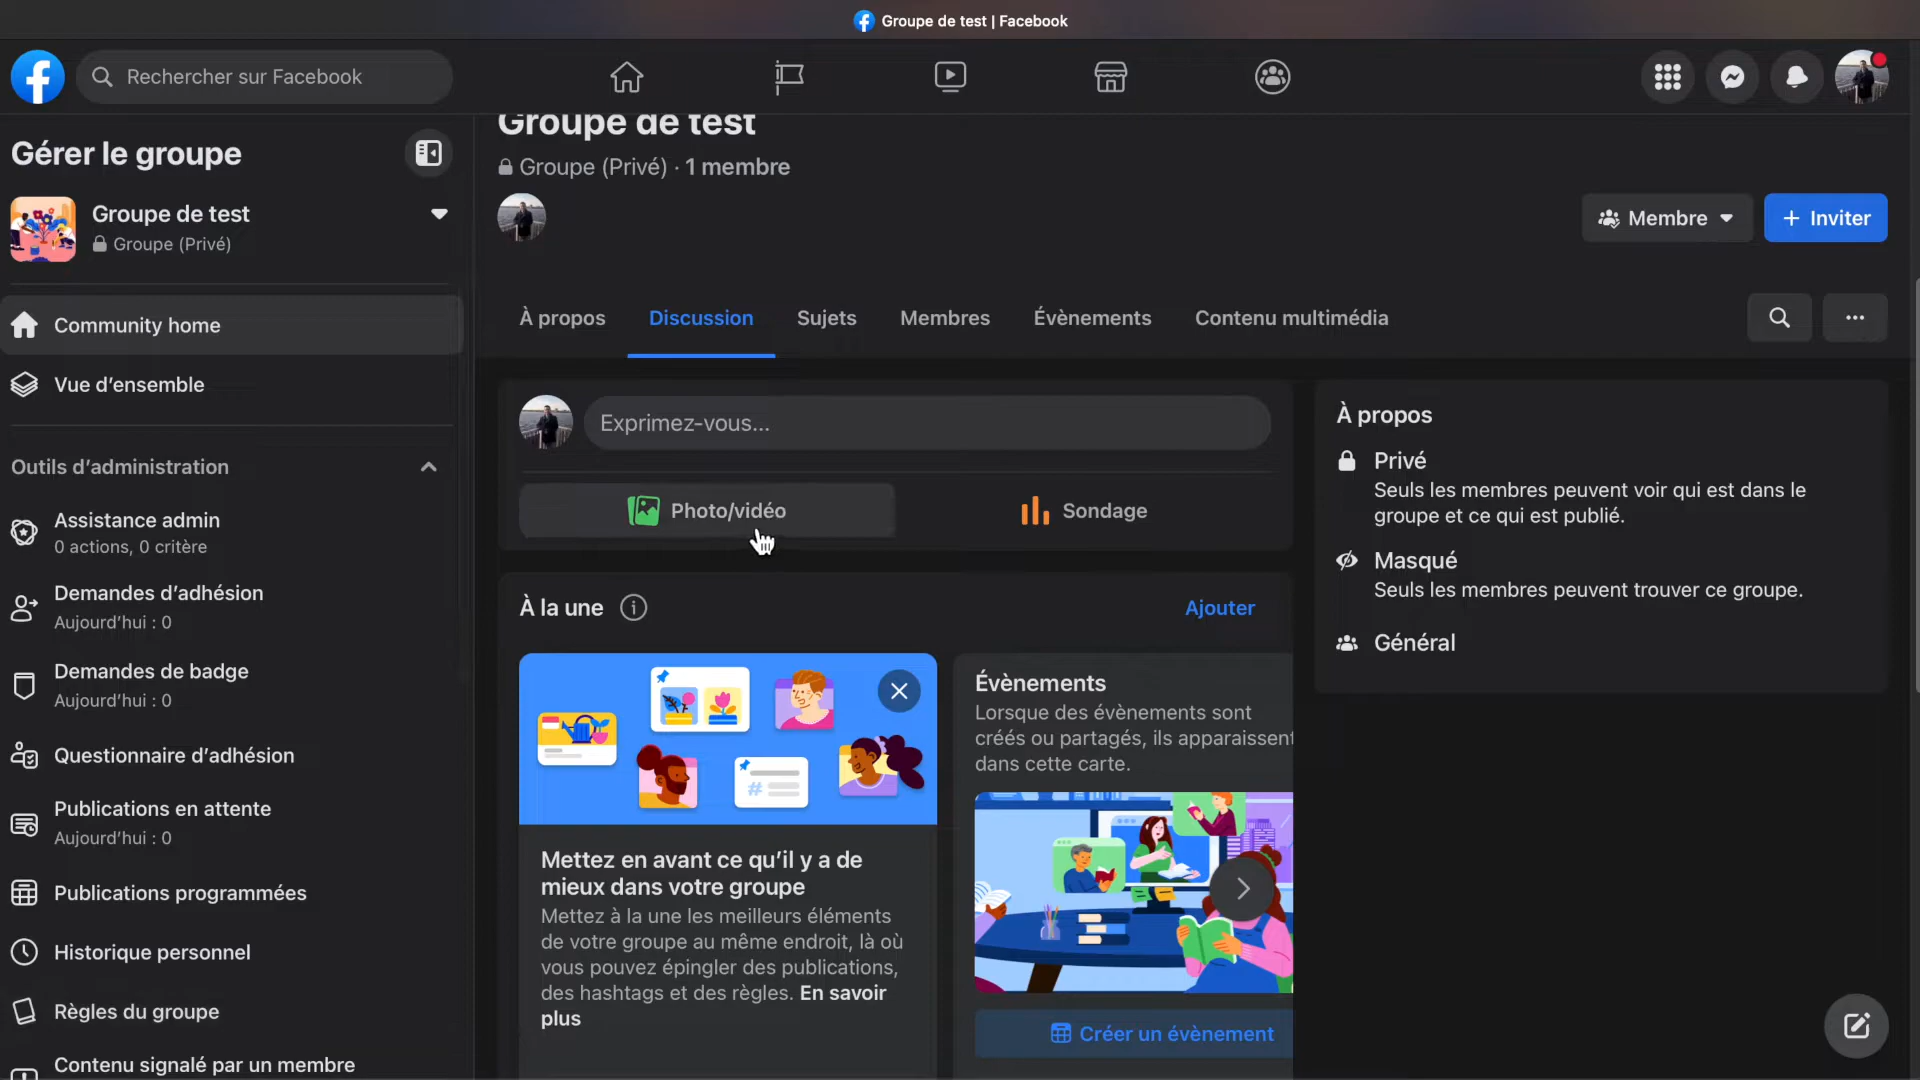 Groupe de test | Facebook
Rechercher sur Facebook
Gérer le groupe
Groupe de test
Groupe (Privé)
Community home
Vue d'ensemble
Outils d'administration
Assistance admin
0 actions, 0 critère
Demandes d'adhésion
Aujourd'hui : 0
Demandes de badge
Aujourd'hui : 0
Questionnaire d'adhésion
Publications en attente
Aujourd'hui : 0
Publications programmées
Historique personnel
Règles du groupe
Contenu signalé par un membre
Groupe de test
Groupe (Privé) · 1 membre
Membre
+ Inviter
À propos
Discussion
Sujets
Membres
Évènements
Contenu multimédia
Exprimez-vous...
Photo/vidéo
Sondage
À la une
Ajouter
#
Mettez en avant ce qu'il y a de
mieux dans votre groupe
Mettez à la une les meilleurs éléments
de votre groupe au même endroit, là où
vous pouvez épingler des publications,
des hashtags et des règles. En savoir
plus
Évènements
Lorsque des évènements sont
créés ou partagés, ils apparaissent
dans cette carte.
Créer un évènement
À propos
Privé
Seuls les membres peuvent voir qui est dans le
groupe et ce qui est publié.
Masqué
Seuls les membres peuvent trouver ce groupe.
Général